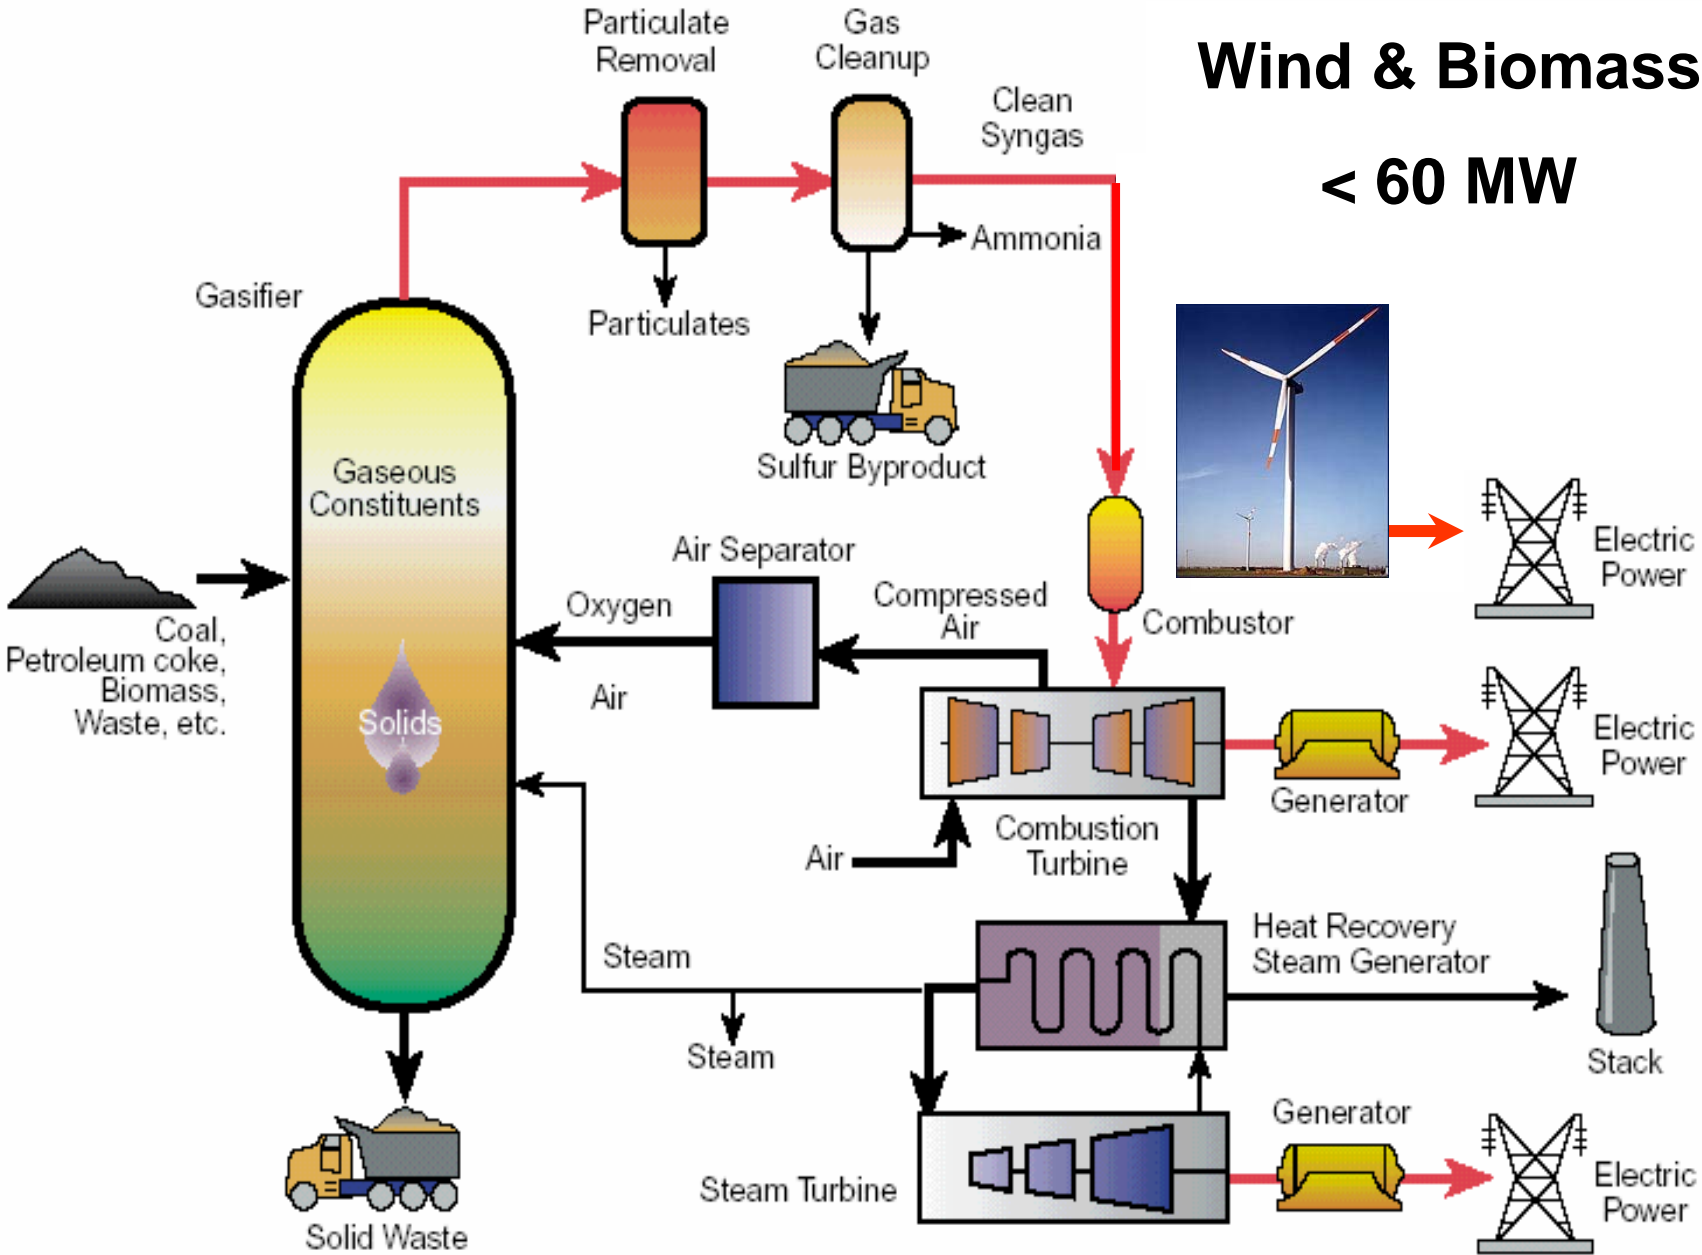 Particulate
Removal
Gas
Cleanup
Wind & Biomass
< 60 MW
Clean
Syngas
Ammonia
Gasifier
Particulates
Sulfur Byproduct
Gaseous
Constituents
Air Separator
Electric
Power
Oxygen
Compressed
Air
Combustor
Coal,
Petroleum coke,
Biomass,
Waste, etc.
Air
Solids
Electric
Power
Generator
Combustion
Turbine
Air
Heat Recovery
Steam Generator
Steam
Steam
Stack
Generator
Steam Turbine
Electric
Power
Solid Waste